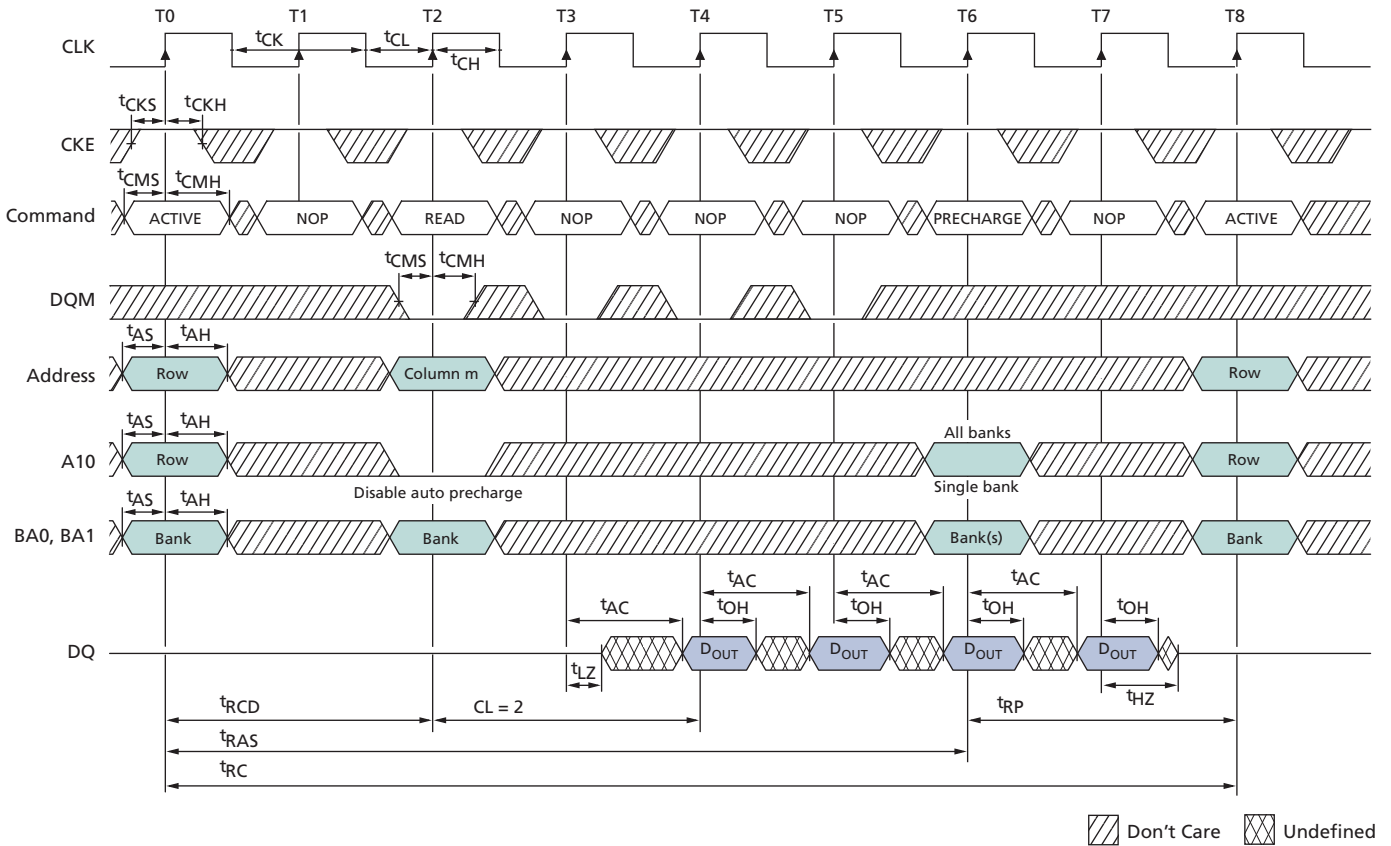 T0 T1 T2 T3 T4 T5 T6 T7 T8
CLK
tCK tCL
tCH
tCKS tCKH
CKE
tCMS tCMH
Command ACTIVE NOP READ NOP NOP NOP PRECHARGE NOP ACTIVE
tCMS tCMH
DQM
tAS tAH
Address Row Column m Row
tAS tAH
All banks
A10 Row Row
Disable auto precharge Single bank
tAS tAH
BA0, BA1 Bank Bank Bank(s) Bank
tAC tAC tAC tAC
tOH tOH tOH tOH
DQ DOUT DOUT DOUT DOUT
tLZ tHZ
tRCD CL = 2 tRP
tRAS
tRC
Don't Care Undefined